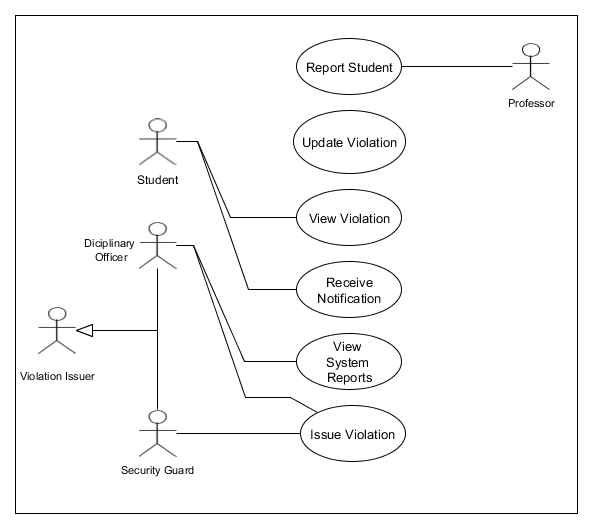 Report Student
Professor
Update Violation
Student
View Violation
Diciplinary
Officer
Receive
Notification
View
System
Reports
Violation Issuer
Issue Violation
Security Guard